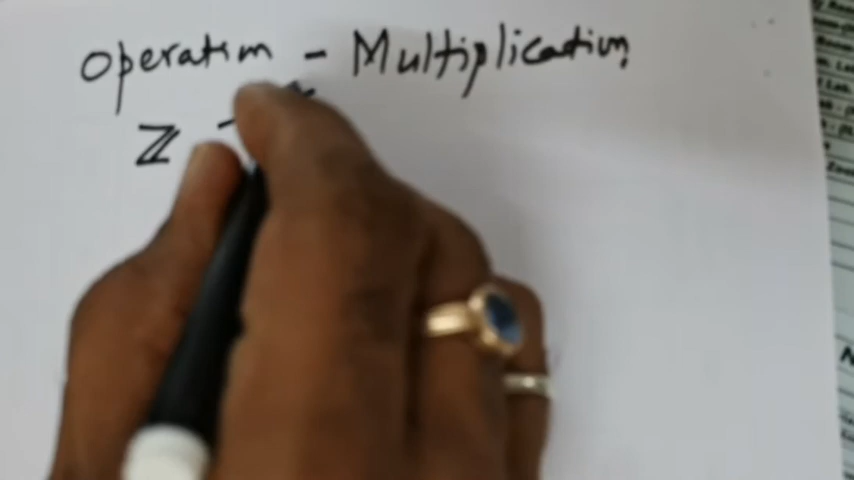 Operation - Multiplication
ℤ -